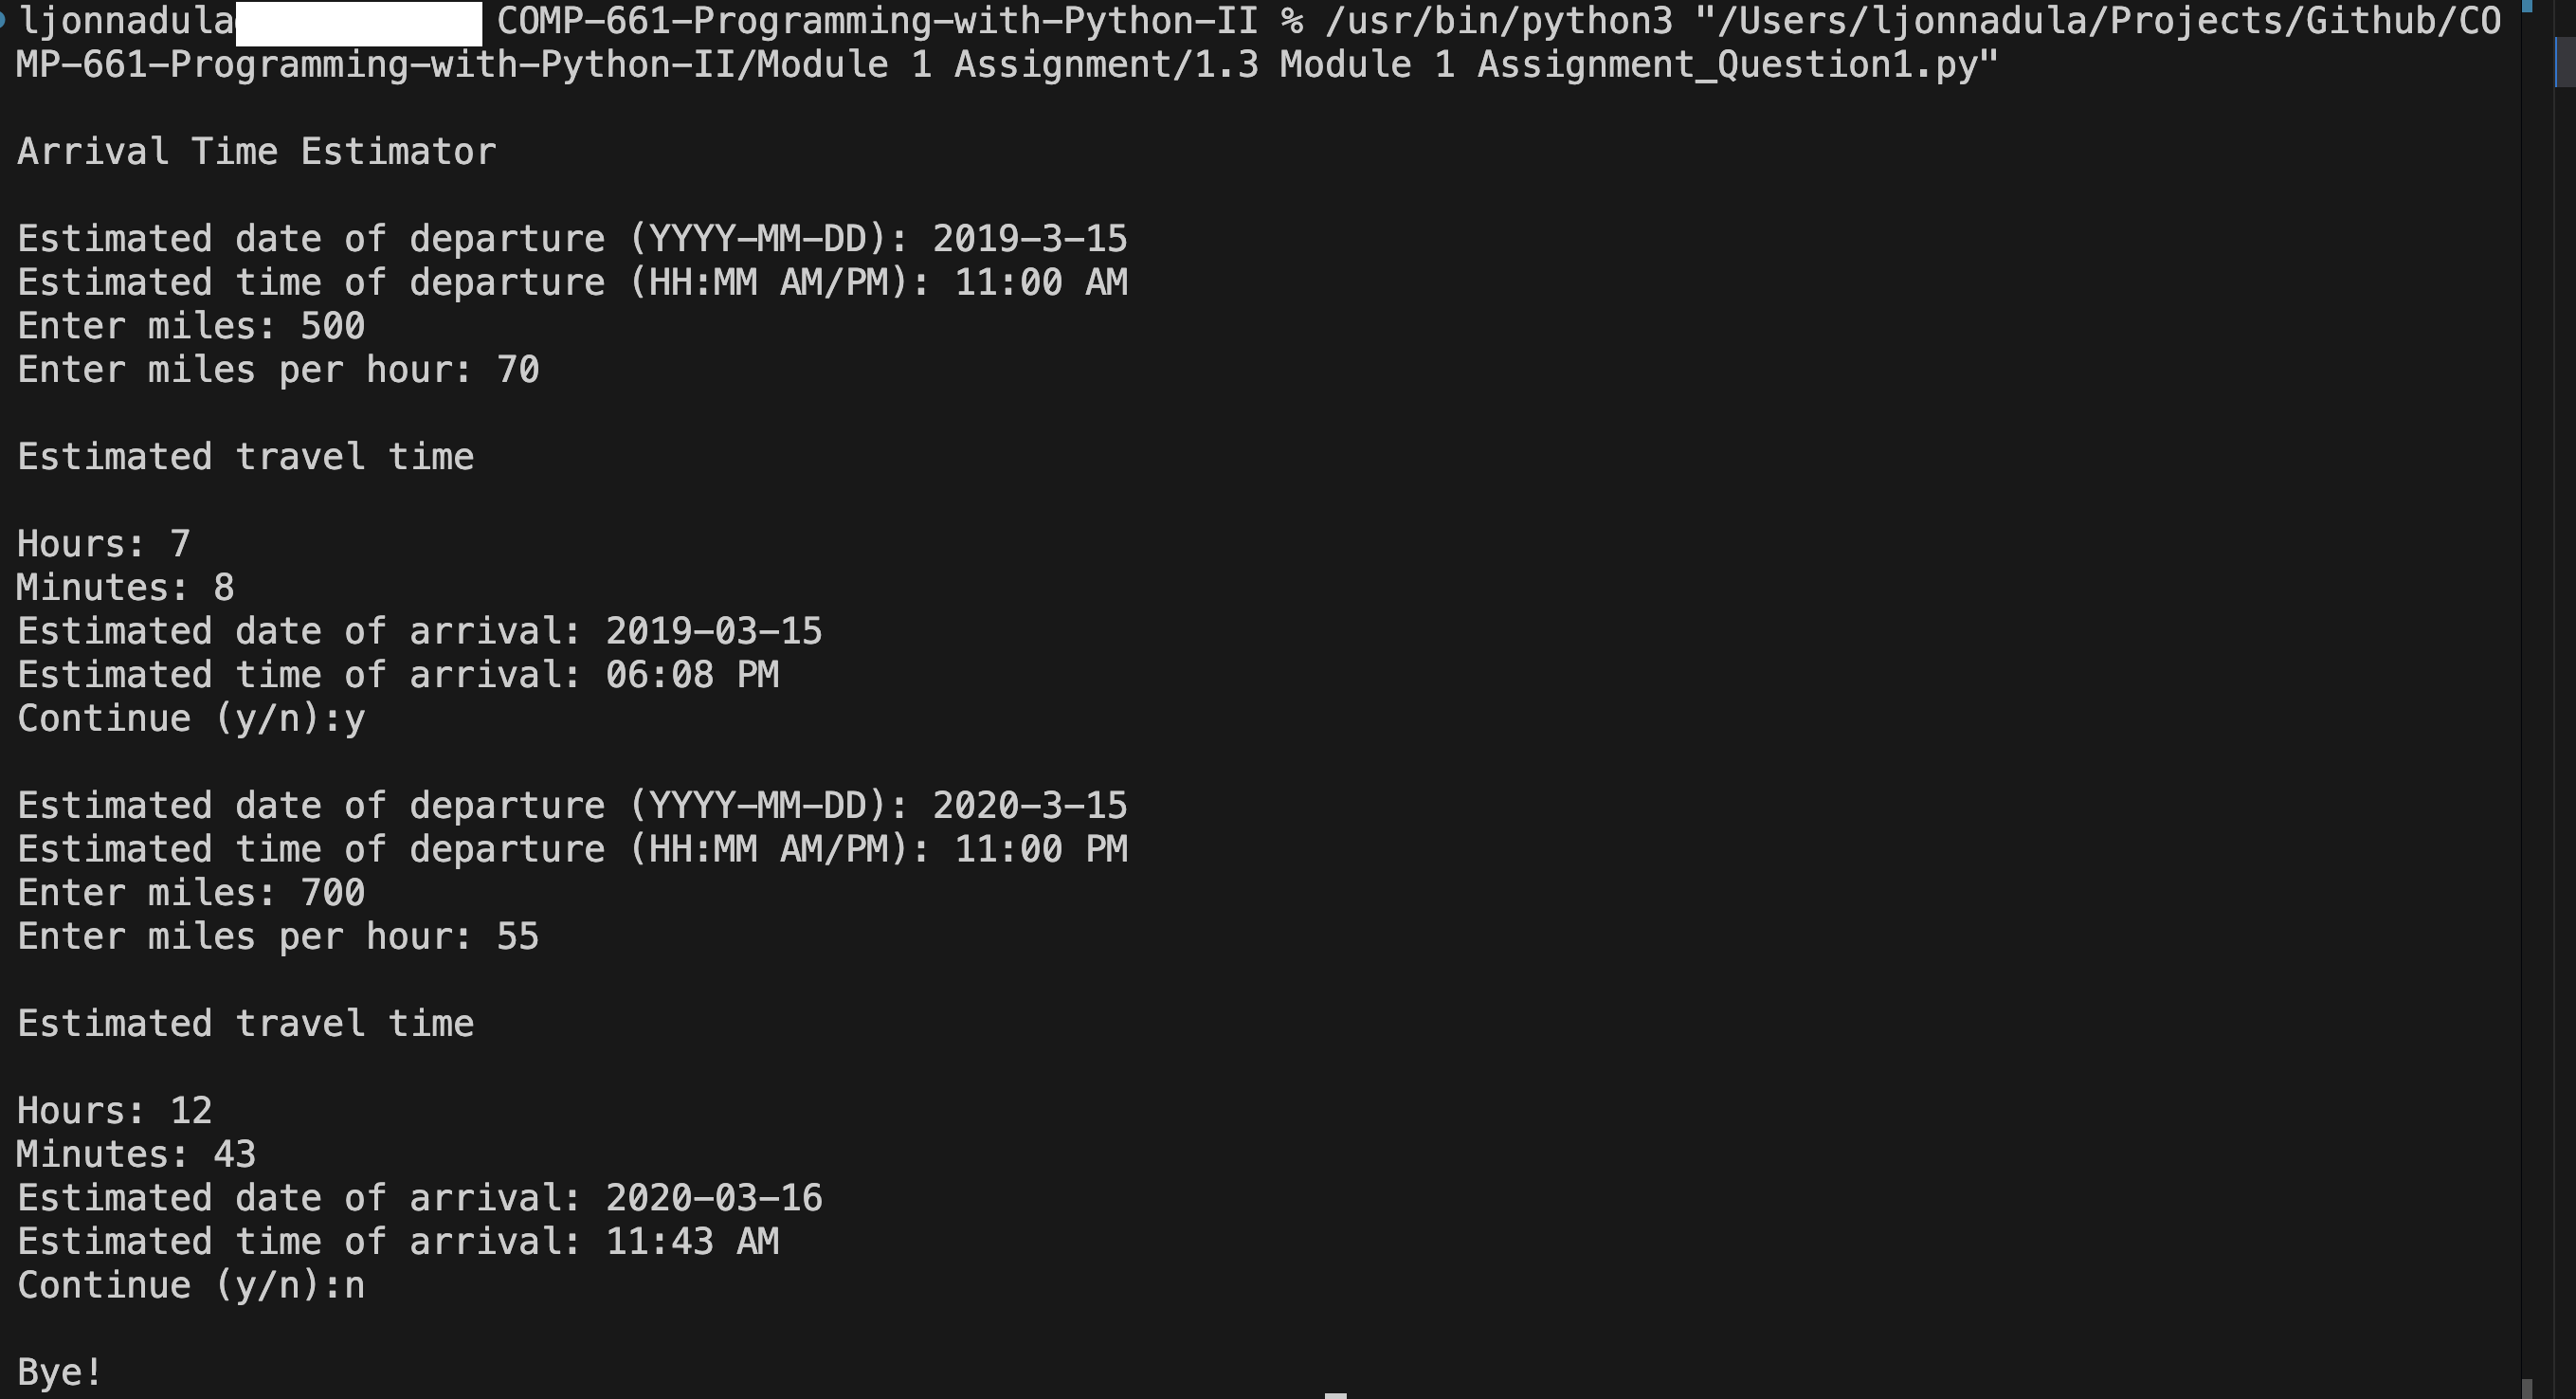 ljonnadula COMP-661-Programming-with-Python-II % /usr/bin/python3 "/Users/ljonnadula/Projects/Github/CO
MP-661-Programming-with-Python-II/Module 1 Assignment/1.3 Module 1 Assignment_Question1.py"
Arrival Time Estimator
Estimated date of departure (YYYY-MM-DD): 2019-3-15
Estimated time of departure (HH:MM AM/PM): 11:00 AM
Enter miles: 500
Enter miles per hour: 70
Estimated travel time
Hours: 7
Minutes: 8
Estimated date of arrival: 2019-03-15
Estimated time of arrival: 06:08 PM
Continue (y/n):y
Estimated date of departure (YYYY-MM-DD): 2020-3-15
Estimated time of departure (HH:MM AM/PM): 11:00 PM
Enter miles: 700
Enter miles per hour: 55
Estimated travel time
Hours: 12
Minutes: 43
Estimated date of arrival: 2020-03-16
Estimated time of arrival: 11:43 AM
Continue (y/n):n
Bye!